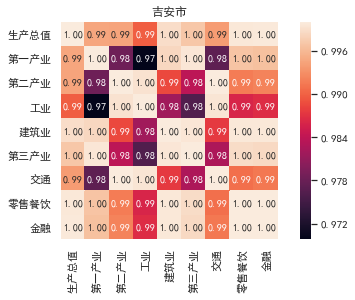 吉安市
生产总值 1.00 0.99 0.99 0.99 1.00 1.00 0.99 1.00 1.00
第一产业 0.99 1.00 0.98 0.97 1.00 1.00 0.98 1.00 1.00
第二产业 0.99 0.98 1.00 1.00 0.99 0.98 1.00 0.99 0.99
工业 0.99 0.97 1.00 1.00 0.98 0.98 1.00 0.99 0.99
建筑业 1.00 1.00 0.99 0.98 1.00 1.00 0.99 1.00 1.00
第三产业 1.00 1.00 0.98 0.98 1.00 1.00 0.98 1.00 1.00
交通 0.99 0.98 1.00 1.00 0.99 0.98 1.00 0.99 0.99
零售餐饮 1.00 1.00 0.99 0.99 1.00 1.00 0.99 1.00 1.00
金融 1.00 1.00 0.99 0.99 1.00 1.00 0.99 1.00 1.00
生产总值 第一产业 第二产业 工业 建筑业 第三产业 交通 零售餐饮 金融
0.996
0.990
0.984
0.978
0.972